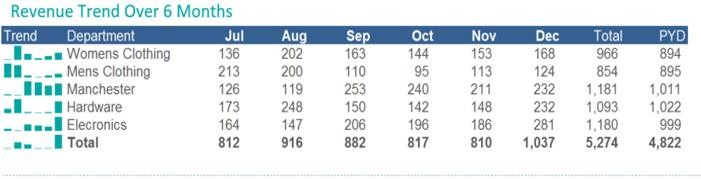 Revenue Trend Over 6 Months
Trend Department Jul Aug Sep Oct Nov Dec Total PYD
Womens Clothing 136 202 163 144 153 168 966 894
Mens Clothing 213 200 110 95 113 124 854 895
Manchester 126 119 253 240 211 232 1,181 1,011
Hardware 173 248 150 142 148 232 1,093 1,022
Elecronics 164 147 206 196 186 281 1,180 999
Total 812 916 882 817 810 1,037 5,274 4,822